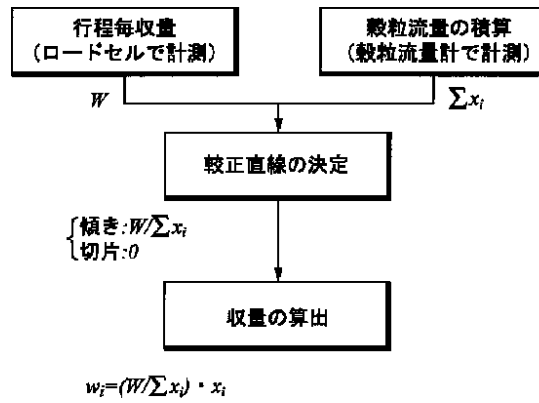 行程毎収量
(ロードセルで計測)
穀粒流量の積算
(穀粒流量計で計測)
W
∑xi
較正直線の決定
傾き:W/∑xi
切片:0
収量の算出
wi=(W/∑xi)・xi